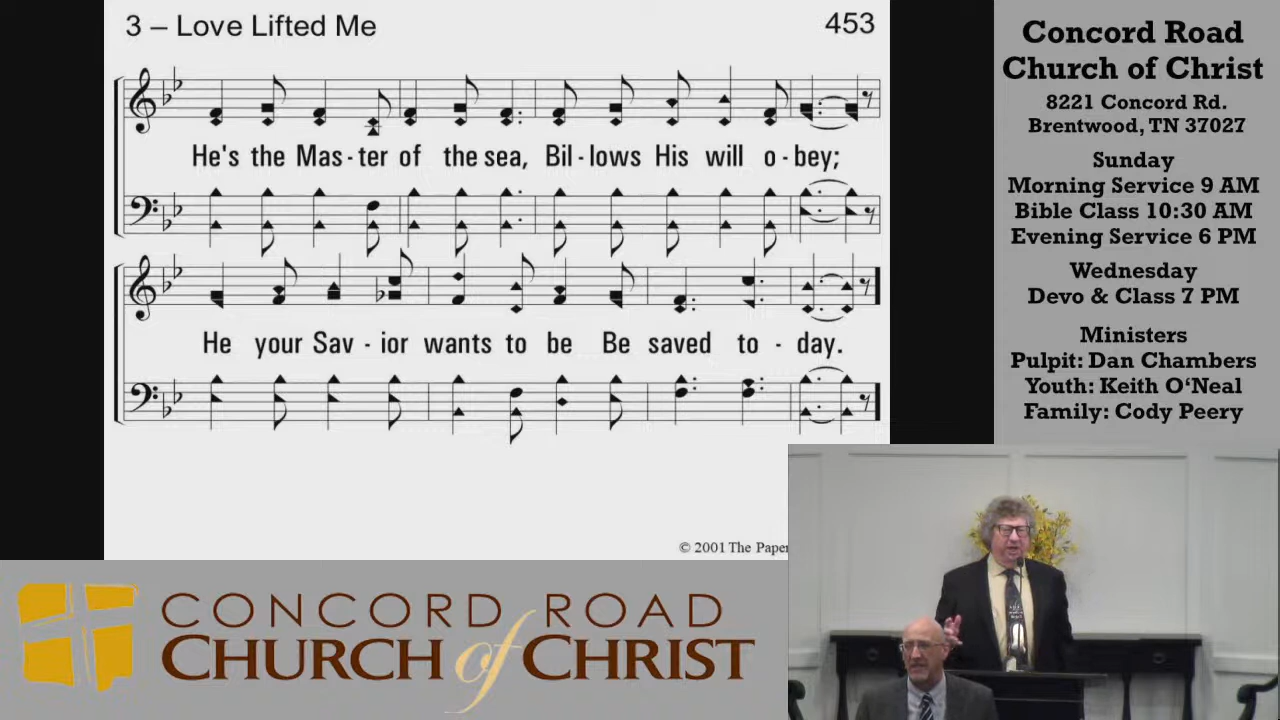 3 – Love Lifted Me
453
He's the Mas - ter of the sea, Bil - lows His will o - bey;
He your Sav - ior wants to be Be saved to - day.
© 2001 The Paper
Concord Road
Church of Christ
8221 Concord Rd.
Brentwood, TN 37027
Sunday
Morning Service 9 AM
Bible Class 10:30 AM
Evening Service 6 PM
Wednesday
Devo & Class 7 PM
Ministers
Pulpit: Dan Chambers
Youth: Keith O‘Neal
Family: Cody Peery
CONCORD ROAD
CHURCH of CHRIST